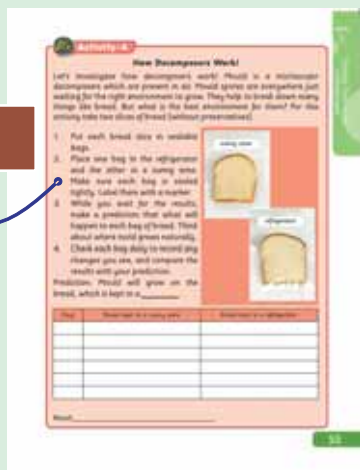 Activity-4
How Decomposers Work!
Let's investigate how decomposers work! Mould is a microscopic
decomposers which are present in air. Mould spores are everywhere just
waiting for the right environment to grow. They help to break down many
things like bread. But what is the best environment for them? For this
activity take two slices of bread (without preservatives).
1. Put each bread slice in sealable
bags.
2. Place one bag in the refrigerator
and the other in a sunny area.
Make sure each bag is sealed
tightly. Label them with a marker.
3. While you wait for the results,
make a prediction that what will
happen to each bag of bread. Think
about where mould grows naturally.
4. Check each bag daily to record any
changes you see, and compare the
results with your prediction.
Prediction: Mould will grow on the
bread, which is kept in a
sunny area
refrigerator
Day
Bread kept in a sunny area
Bread kept in a refrigerator